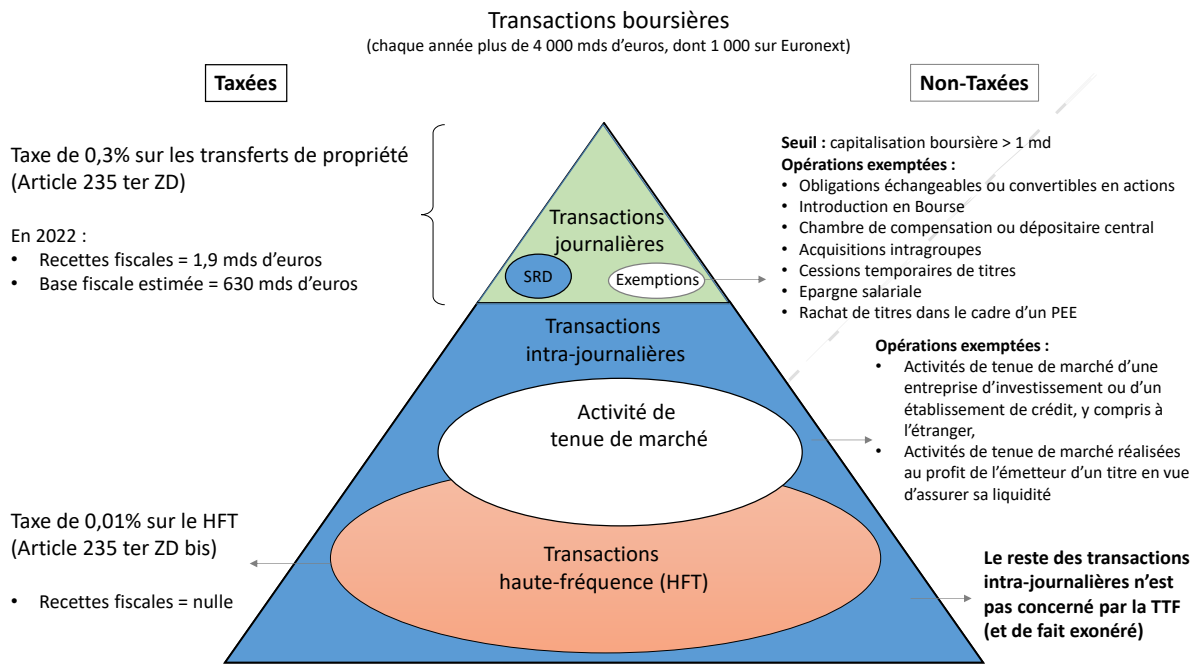 Transactions boursières
(chaque année plus de 4 000 mds d'euros, dont 1 000 sur Euronext)
Taxées
Non-Taxées
Taxe de 0,3% sur les transferts de propriété
(Article 235 ter ZD)
En 2022 :
• Recettes fiscales = 1,9 mds d'euros
• Base fiscale estimée = 630 mds d'euros
Seuil : capitalisation boursière > 1 md
Opérations exemptées :
• Obligations échangeables ou convertibles en actions
• Introduction en Bourse
• Chambre de compensation ou dépositaire central
• Acquisitions intragroupes
• Cessions temporaires de titres
• Epargne salariale
• Rachat de titres dans le cadre d'un PEE
Transactions
journalières
SRD
Exemptions
Transactions
intra-journalières
Opérations exemptées :
• Activités de tenue de marché d'une
entreprise d'investissement ou d'un
établissement de crédit, y compris à
l'étranger,
• Activités de tenue de marché réalisées
au profit de l'émetteur d'un titre en vue
d'assurer sa liquidité
Activité de
tenue de marché
Taxe de 0,01% sur le HFT
(Article 235 ter ZD bis)
• Recettes fiscales = nulle
Transactions
haute-fréquence (HFT)
Le reste des transactions
intra-journalières n'est
pas concerné par la TTF
(et de fait exonéré)